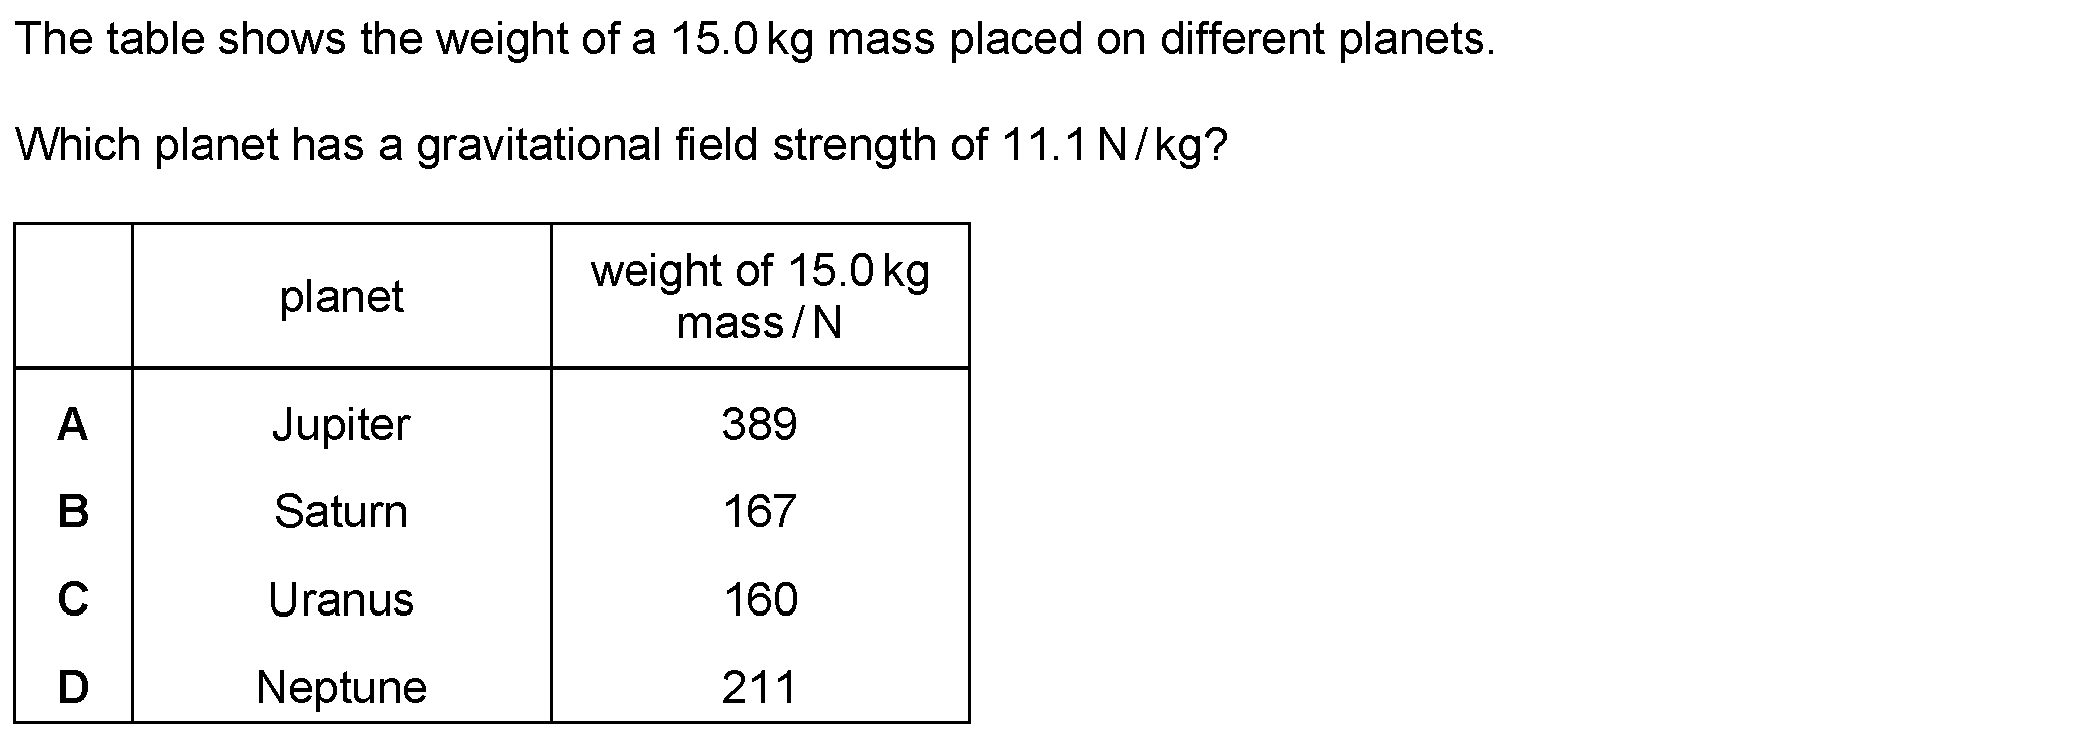 The table shows the weight of a 15.0 kg mass placed on different planets.
Which planet has a gravitational field strength of 11.1 N / kg?
planet
weight of 15.0 kg
mass / N
A Jupiter 389
B Saturn 167
C Uranus 160
D Neptune 211